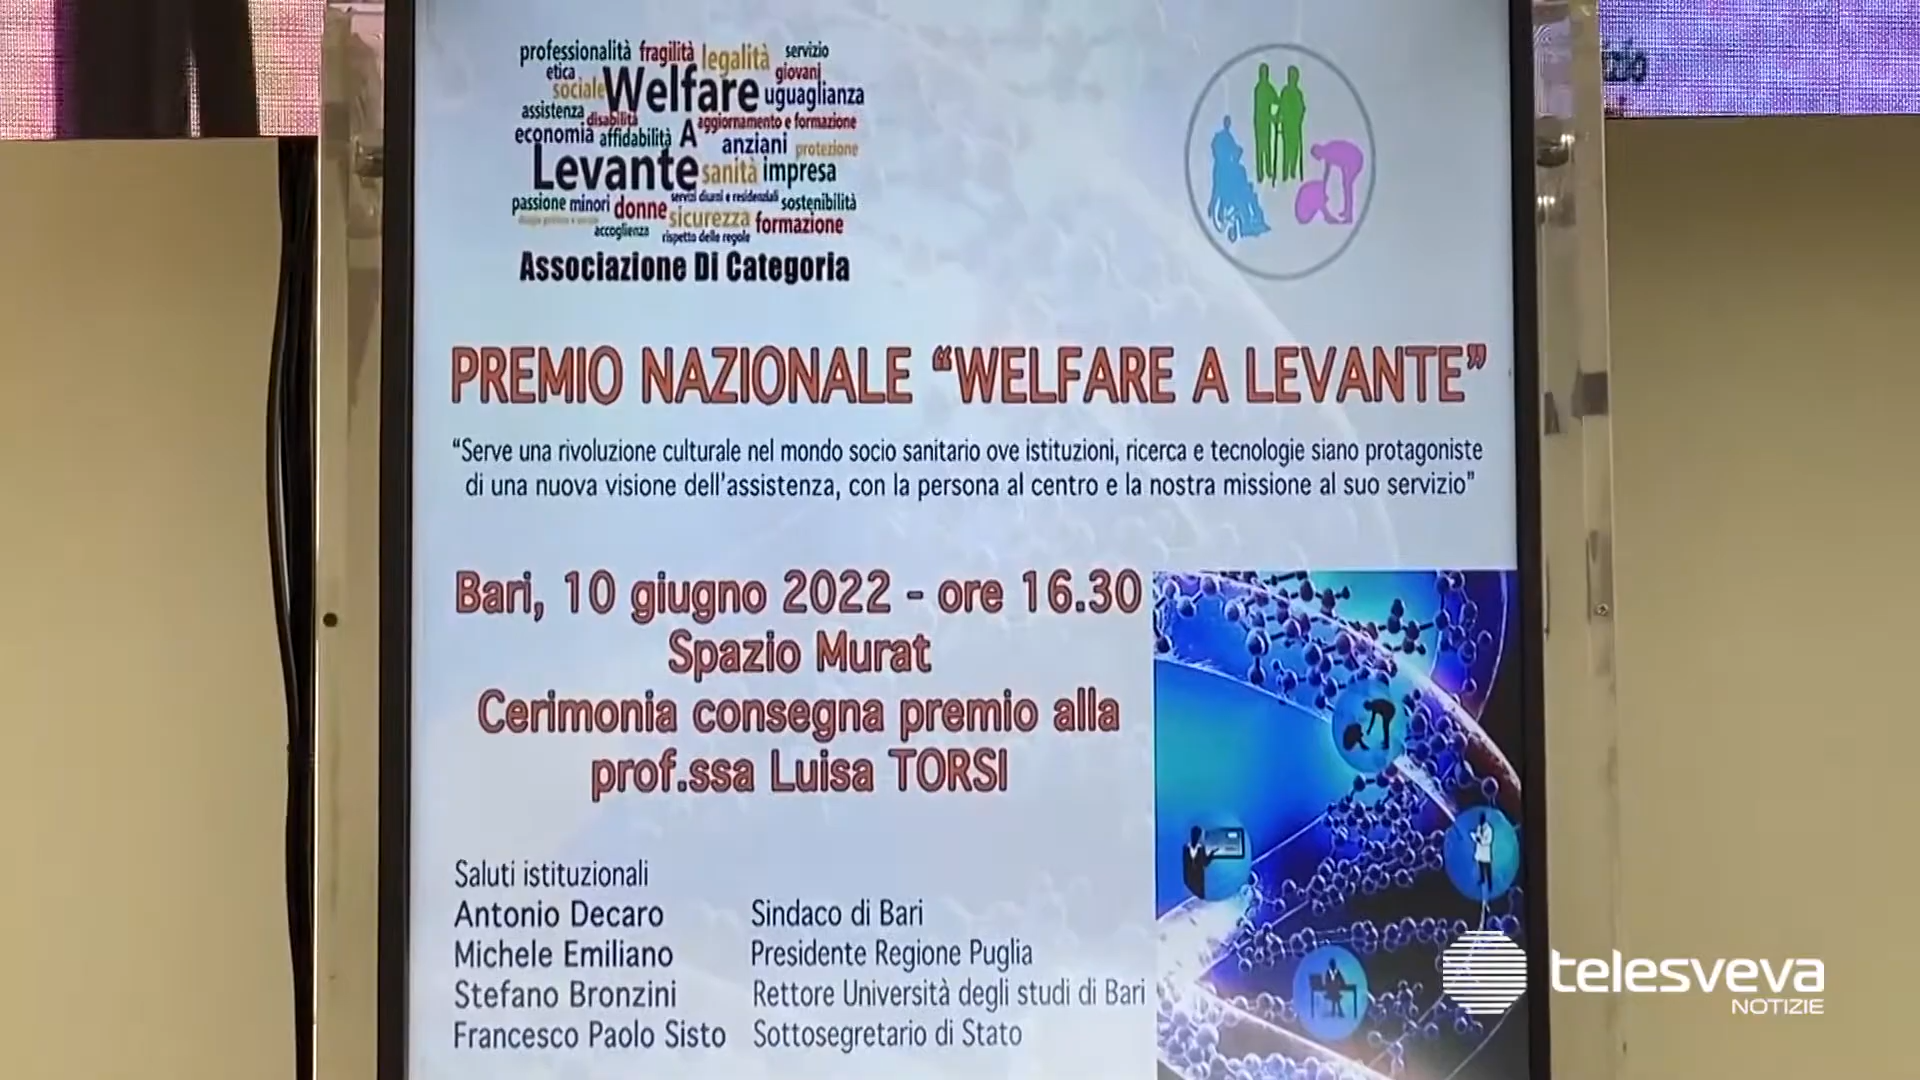 professionalità fragilità legalità servizio
etica giovani
sociale Welfare uguaglianza
assistenza disabilità aggiornamento e formazione
economia affidabilità A anziani protezione
Levante sanità impresa
servizi diurni e residenziali
passione minori donne sostenibilità
sicurezza formazione
accoglienza rispetto delle regole
Associazione Di Categoria
PREMIO NAZIONALE “WELFARE A LEVANTE”
“Serve una rivoluzione culturale nel mondo socio sanitario ove istituzioni, ricerca e tecnologie siano protagoniste
di una nuova visione dell'assistenza, con la persona al centro e la nostra missione al suo servizio”
Bari, 10 giugno 2022 - ore 16.30
Spazio Murat
Cerimonia consegna premio alla
prof.ssa Luisa TORSI
Saluti istituzionali
Antonio Decaro Sindaco di Bari
Michele Emiliano Presidente Regione Puglia
Stefano Bronzini Rettore Università degli studi di Bari
Francesco Paolo Sisto Sottosegretario di Stato
telesveva
NOTIZIE